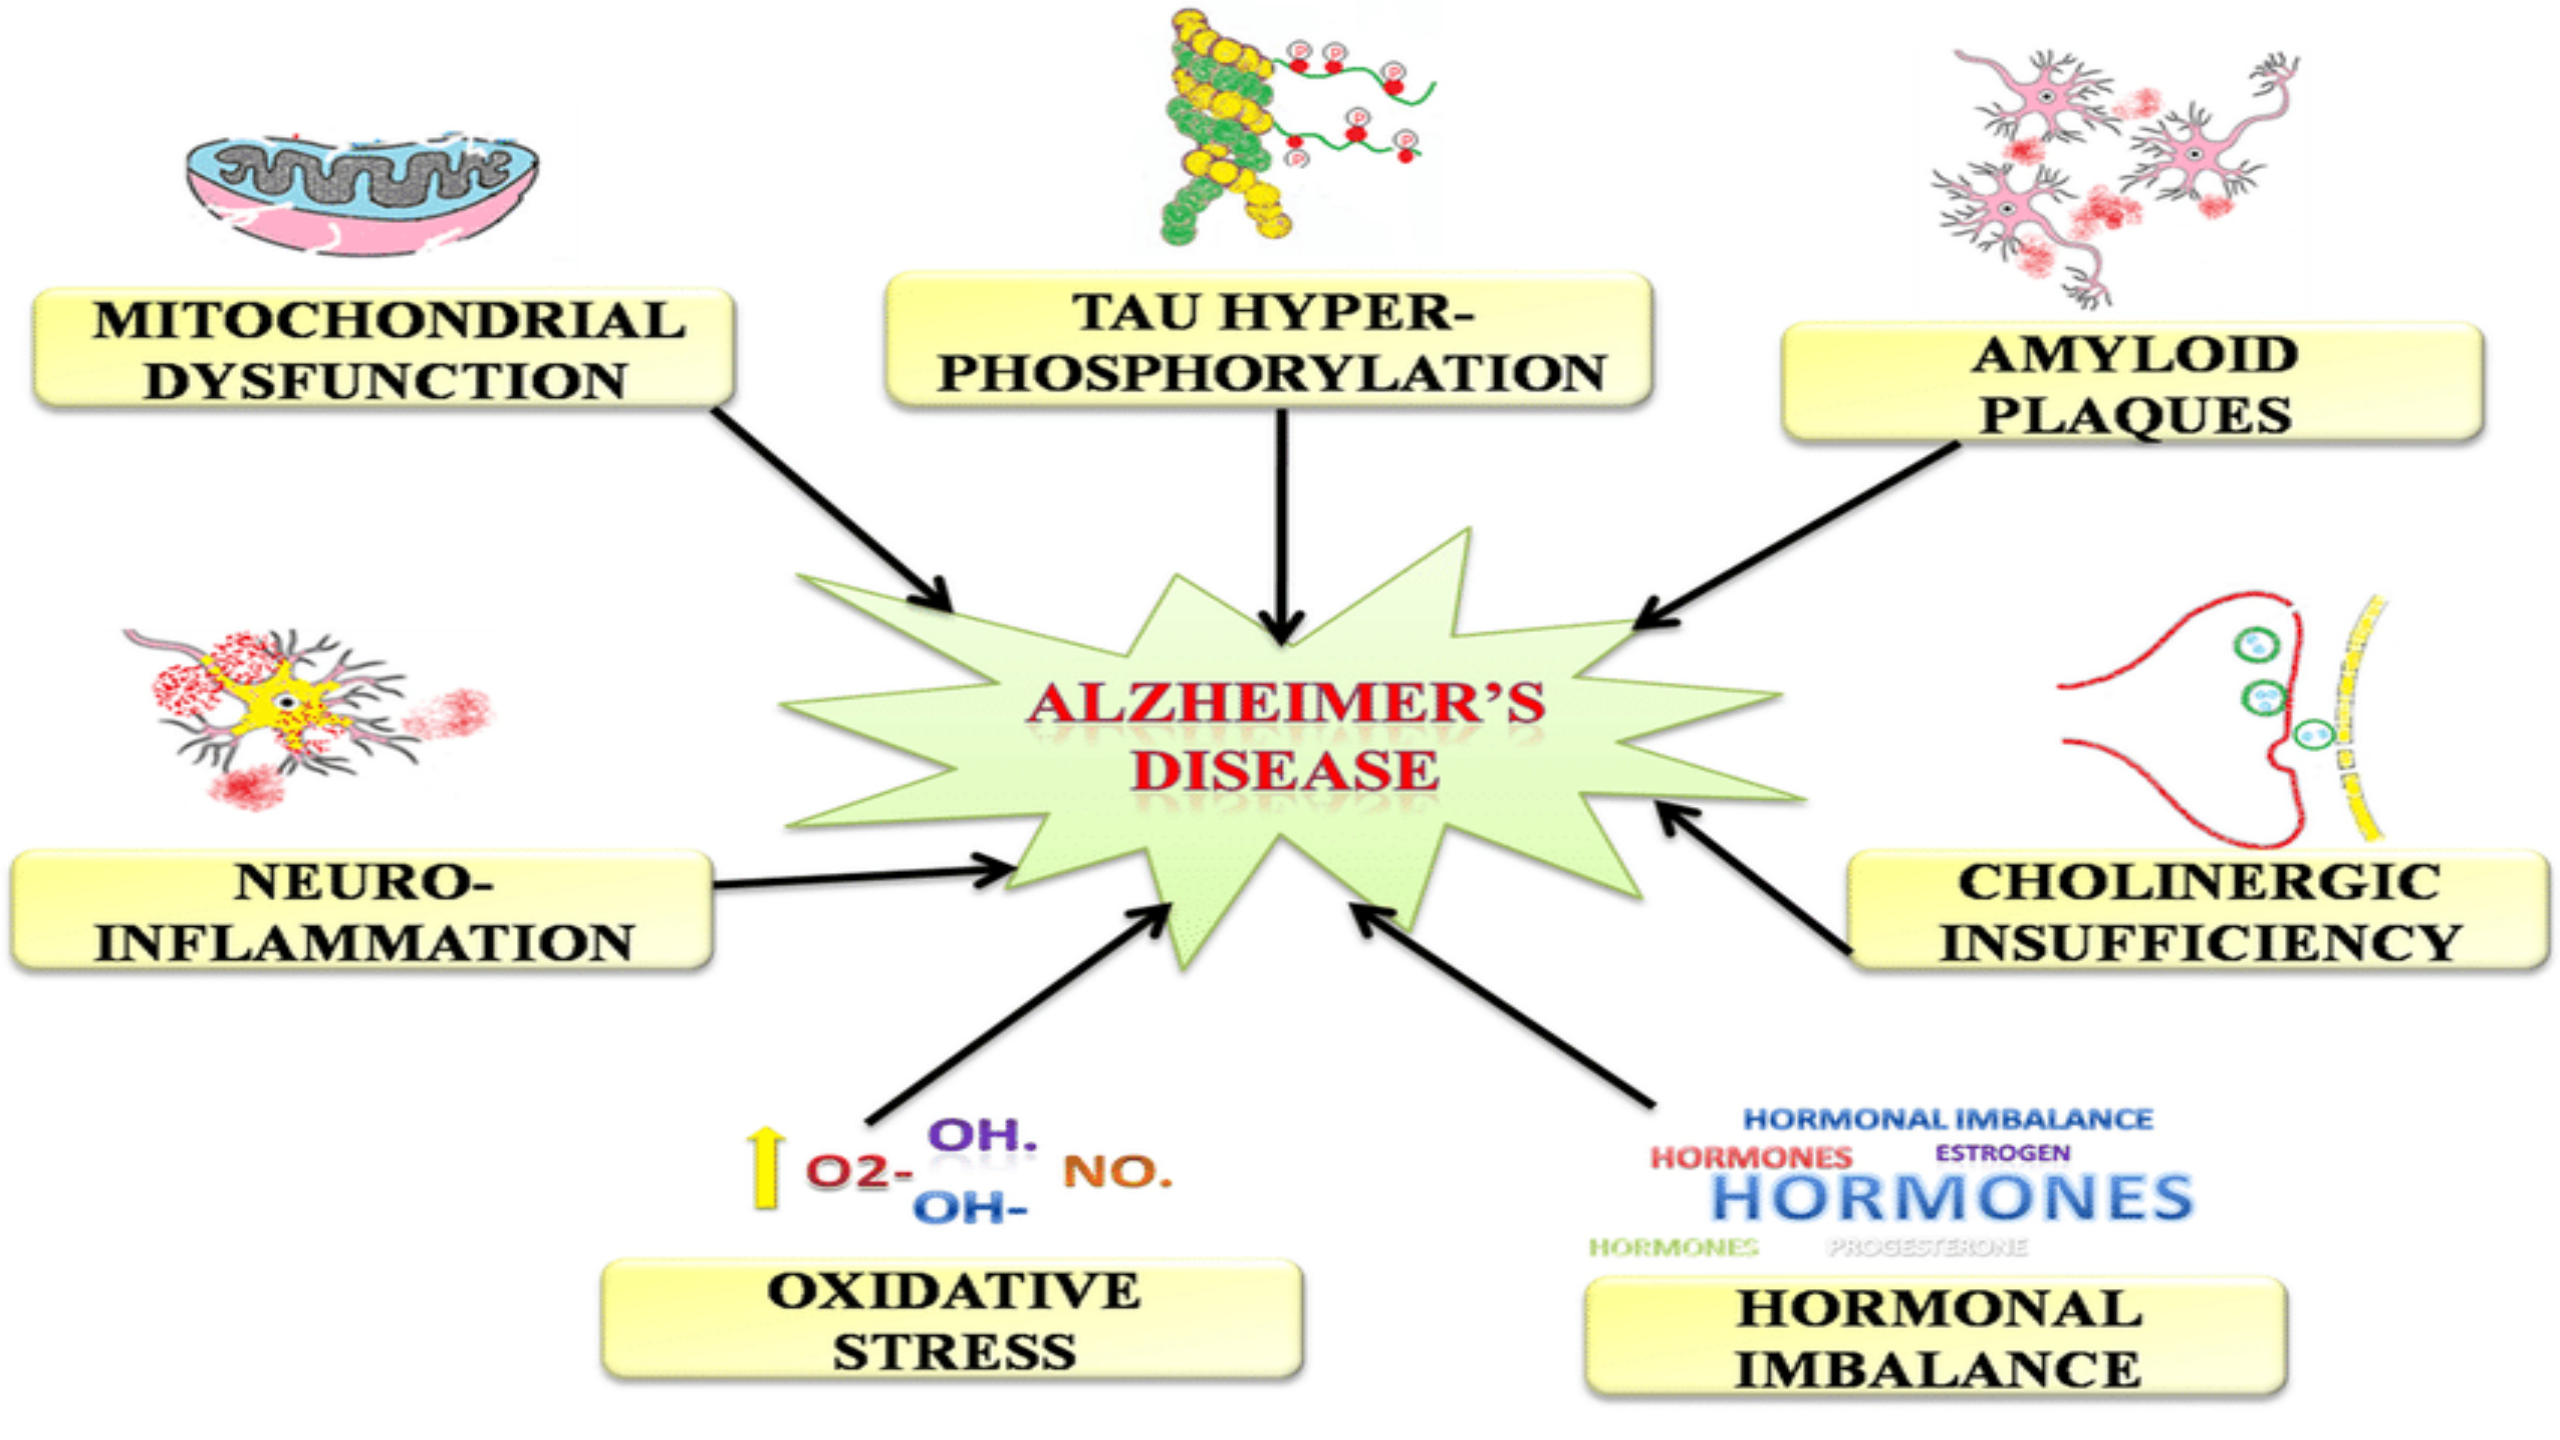 P P P
P P P
MITOCHONDRIAL
DYSFUNCTION
TAU HYPER-
PHOSPHORYLATION
AMYLOID
PLAQUES
ALZHEIMER’S
DISEASE
NEURO-
INFLAMMATION
CHOLINERGIC
INSUFFICIENCY
OH.
O2-
NO.
OH-
OXIDATIVE
STRESS
HORMONAL IMBALANCE
HORMONES ESTROGEN
HORMONES
HORMONES PROGESTERONE
HORMONAL
IMBALANCE